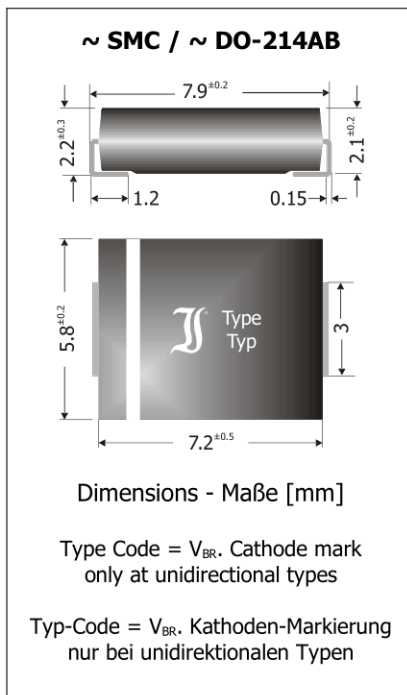 ~ SMC / ~ DO-214AB
7.9±0.2
2.2±0.3
2.1±0.2
1.2
0.15
5.8±0.2
Type
Typ
3
7.2±0.5
Dimensions - Maße [mm]
Type Code = VBR. Cathode mark
only at unidirectional types
Typ-Code = VBR. Kathoden-Markierung
nur bei unidirektionalen Typen